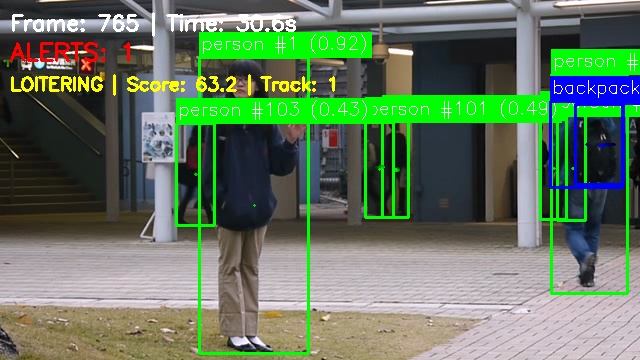 Frame: 765 | Time: 30.6s
ALERTS: 1
person #1 (0.92)
LOITERING | Score: 63.2 | Track: 1
person #
backpack
person #103 (0.43)
person #101 (0.49)